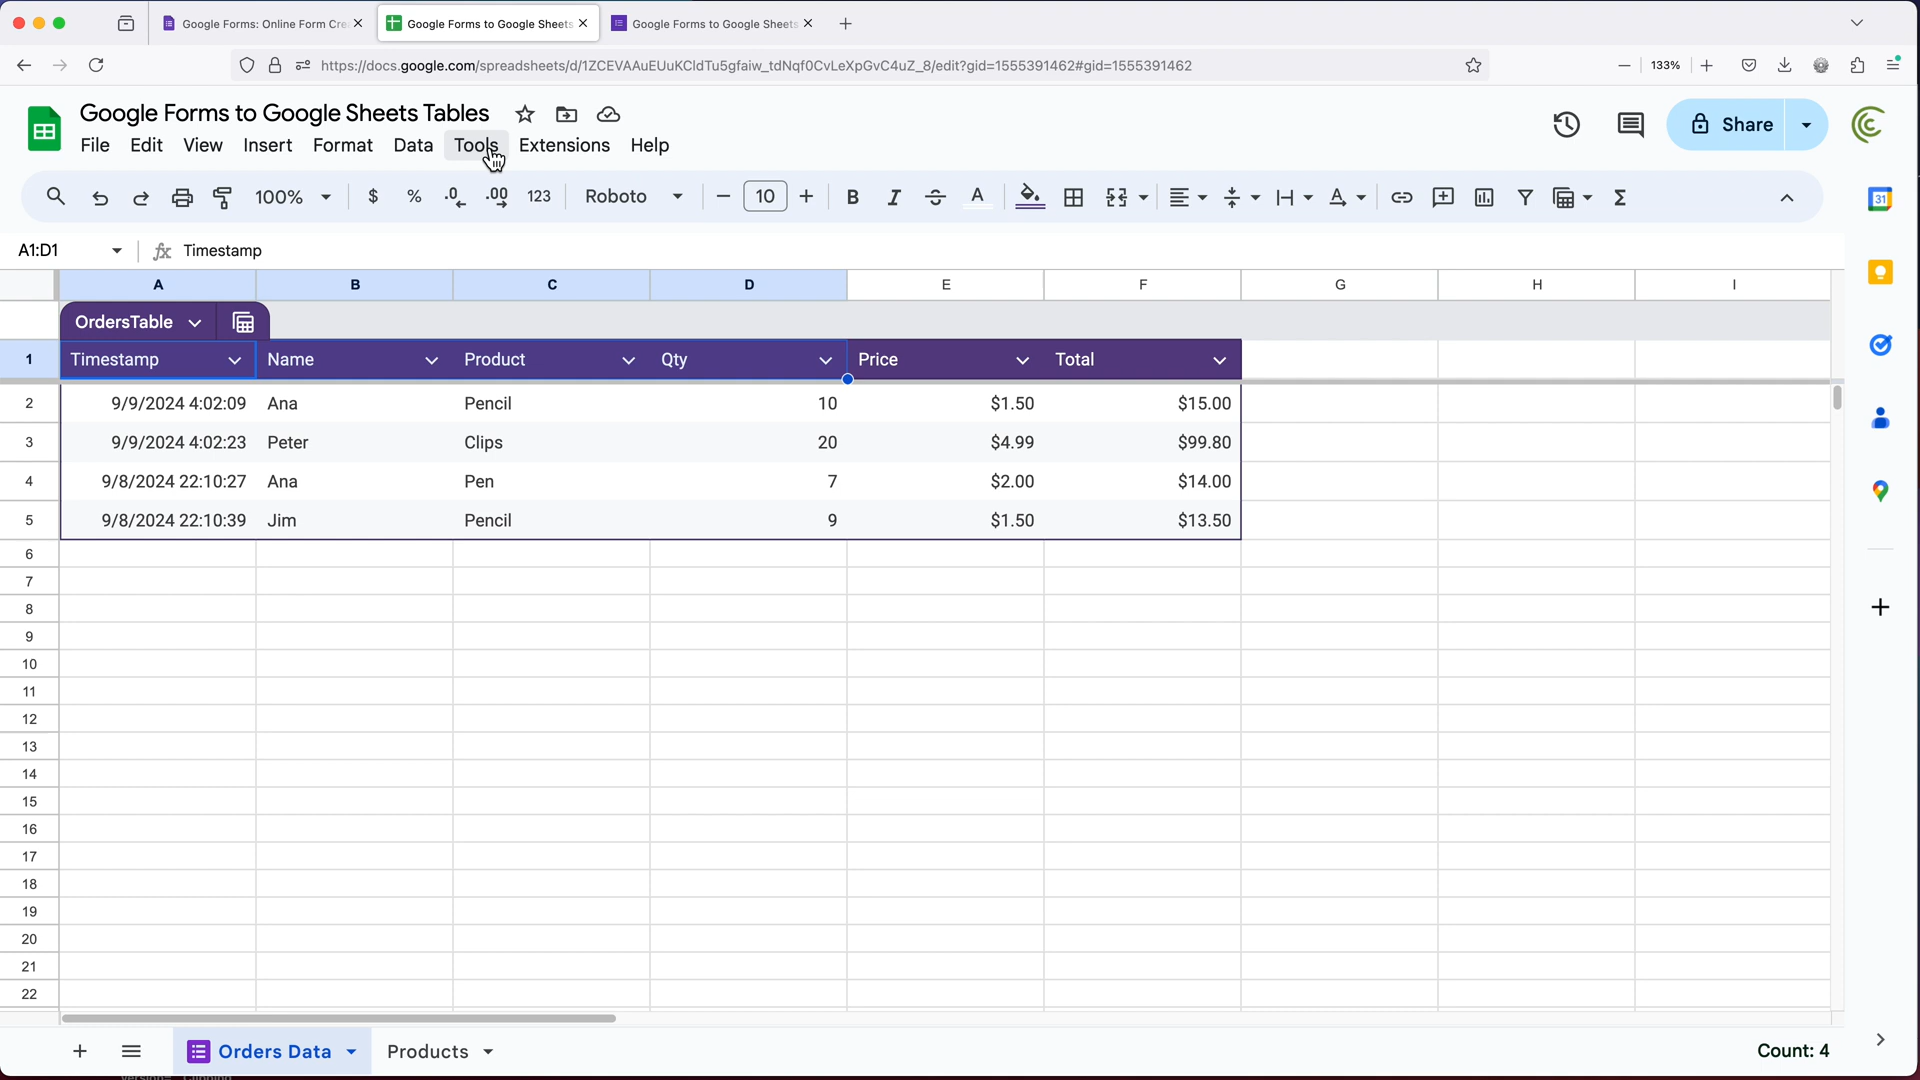 Google Forms: Online Form Cre
Google Forms to Google Sheets
Google Forms to Google Sheets
https://docs.google.com/spreadsheets/d/1ZCEVAAuEUuKCldTu5gfaiw_tdNqf0CvLeXpGvC4uZ_8/edit?gid=1555391462#gid=1555391462
133%
Google Forms to Google Sheets Tables
File Edit View Insert Format Data Tools Extensions Help
Share
100% $ % .0 .00 123 Roboto 10 B I A
31
A1:D1 fx Timestamp
A B C D E F G H I
OrdersTable
1 Timestamp Name Product Qty Price Total
2 9/9/2024 4:02:09 Ana Pencil 10 $1.50 $15.00
3 9/9/2024 4:02:23 Peter Clips 20 $4.99 $99.80
4 9/8/2024 22:10:27 Ana Pen 7 $2.00 $14.00
5 9/8/2024 22:10:39 Jim Pencil 9 $1.50 $13.50
6
7
8
9
10
11
12
13
14
15
16
17
18
19
20
21
22
Orders Data Products Count: 4